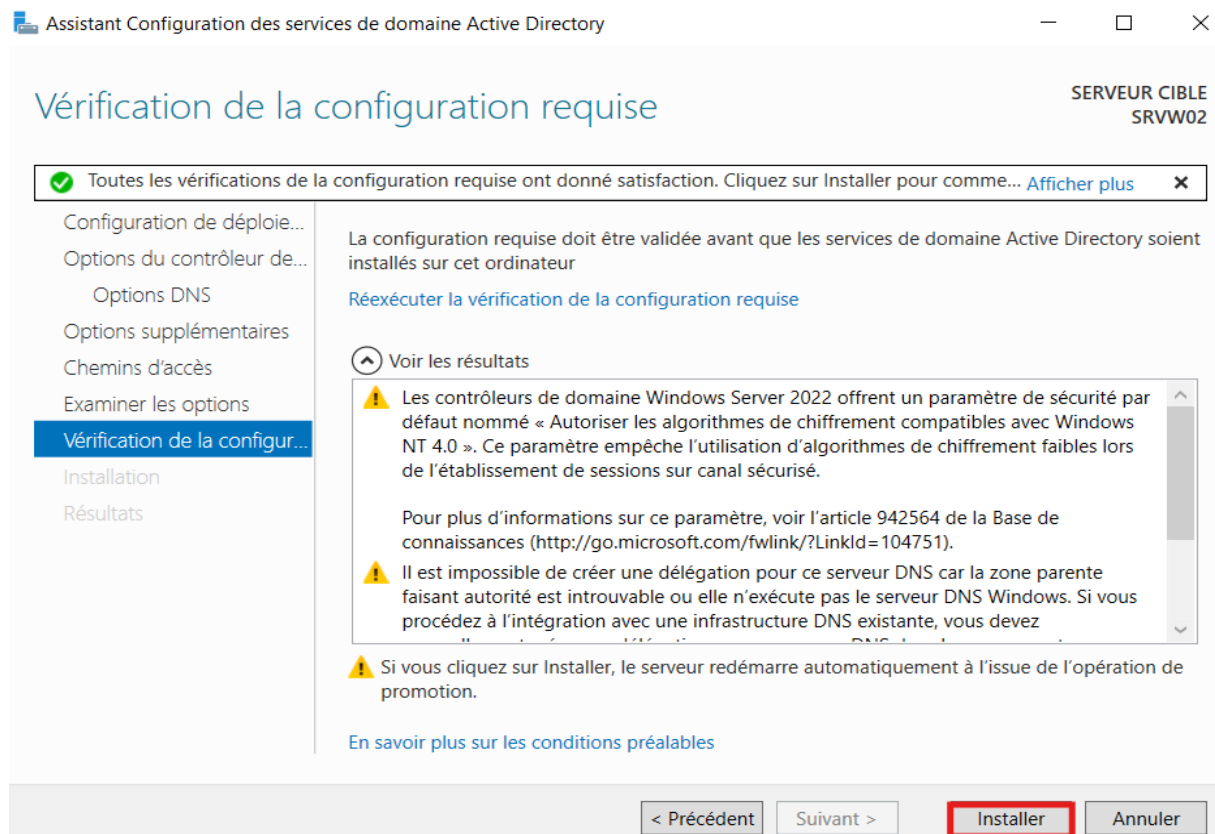 Assistant Configuration des services de domaine Active Directory
Vérification de la configuration requise
SERVEUR CIBLE
SRVW02
Toutes les vérifications de la configuration requise ont donné satisfaction. Cliquez sur Installer pour comme... Afficher plus
Configuration de déploie...
Options du contrôleur de...
Options DNS
Options supplémentaires
Chemins d'accès
Examiner les options
Vérification de la configur...
Installation
Résultats
La configuration requise doit être validée avant que les services de domaine Active Directory soient
installés sur cet ordinateur
Réexécuter la vérification de la configuration requise
Voir les résultats
Les contrôleurs de domaine Windows Server 2022 offrent un paramètre de sécurité par
défaut nommé « Autoriser les algorithmes de chiffrement compatibles avec Windows
NT 4.0 ». Ce paramètre empêche l'utilisation d'algorithmes de chiffrement faibles lors
de l'établissement de sessions sur canal sécurisé.
Pour plus d'informations sur ce paramètre, voir l'article 942564 de la Base de
connaissances (http://go.microsoft.com/fwlink/?LinkId=104751).
Il est impossible de créer une délégation pour ce serveur DNS car la zone parente
faisant autorité est introuvable ou elle n'exécute pas le serveur DNS Windows. Si vous
procédez à l'intégration avec une infrastructure DNS existante, vous devez
Si vous cliquez sur Installer, le serveur redémarre automatiquement à l'issue de l'opération de
promotion.
En savoir plus sur les conditions préalables
< Précédent
Suivant >
Installer
Annuler